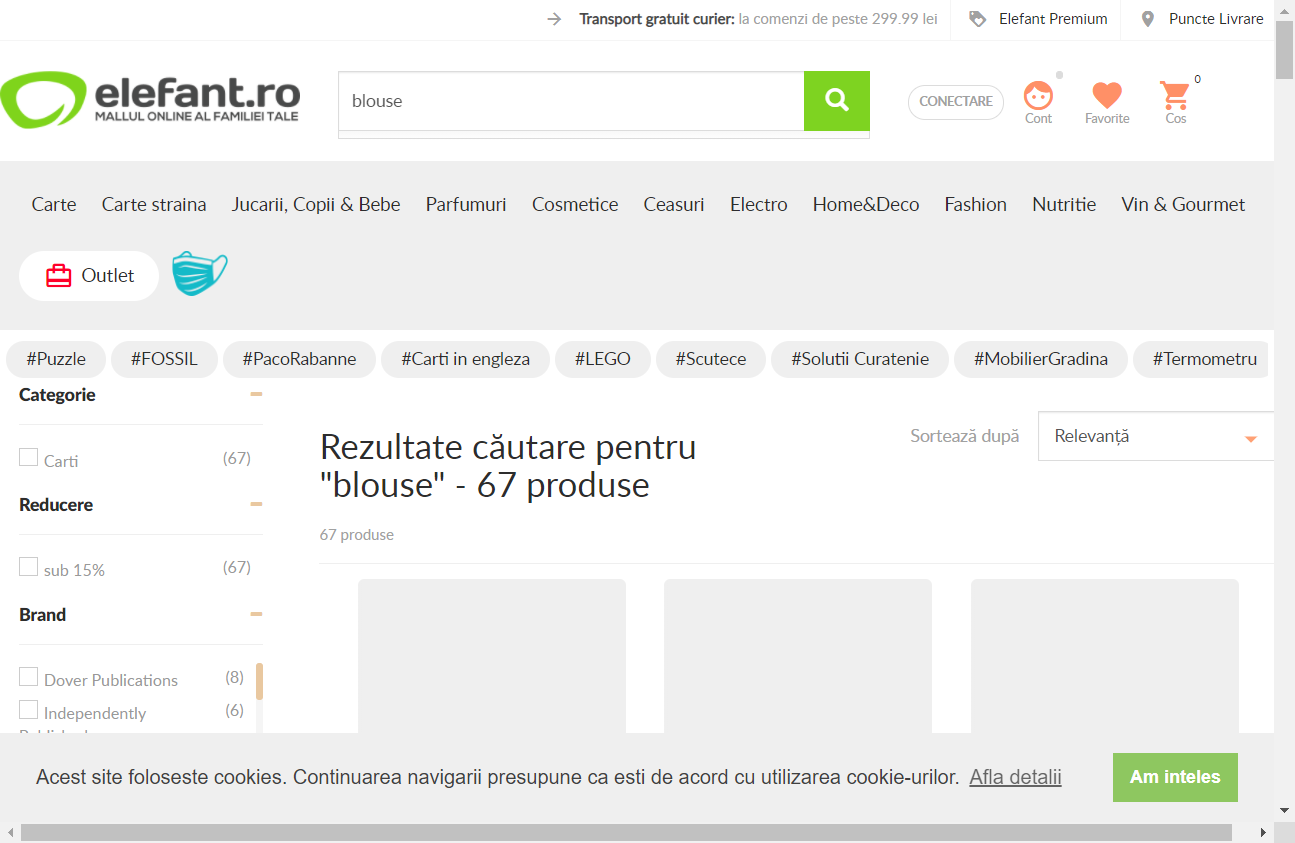 Transport gratuit curier: la comenzi de peste 299.99 lei
Elefant Premium
Puncte Livrare
elefant.ro
MALLUL ONLINE AL FAMILIEI TALE
blouse
CONECTARE
Cont
Favorite
0
Cos
Carte
Carte straina
Jucarii, Copii & Bebe
Parfumuri
Cosmetice
Ceasuri
Electro
Home&Deco
Fashion
Nutritie
Vin & Gourmet
Outlet
#Puzzle
#FOSSIL
#PacoRabanne
#Carti in engleza
#LEGO
#Scutece
#Solutii Curatenie
#MobilierGradina
#Termometru
Categorie
Carti (67)
Reducere
sub 15% (67)
Brand
Dover Publications (8)
Independently (6)
Rezultate căutare pentru
"blouse" - 67 produse
67 produse
Sortează după
Relevanță
Acest site foloseste cookies. Continuarea navigarii presupune ca esti de acord cu utilizarea cookie-urilor. Afla detalii
Am inteles